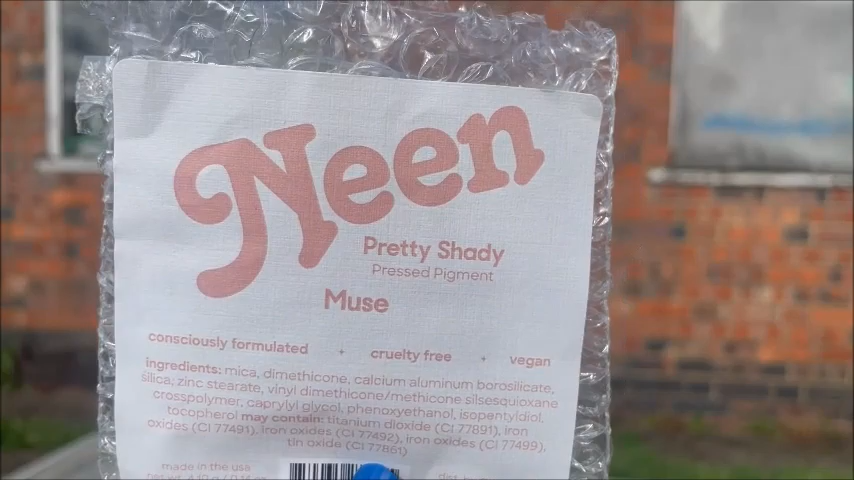 Neen
Pretty Shady
Pressed Pigment
Muse
consciously formulated + cruelty free + vegan
ingredients: mica, dimethicone, calcium aluminum borosilicate,
silica, zinc stearate, vinyl dimethicone/methicone silsesquioxane
crosspolymer, caprylyl glycol, phenoxyethanol, isopentyldiol,
tocopherol may contain: titanium dioxide (CI 77891), iron
oxides (CI 77491), iron oxides (CI 77492), iron oxides (CI 77499),
tin oxide (CI 77861)
made in the usa